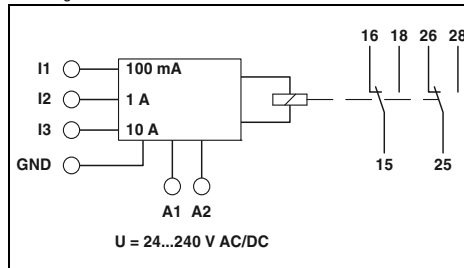 16 18 26 28
I1 100 mA
I2 1 A
I3 10 A
GND
15 25
A1 A2
U = 24...240 V AC/DC